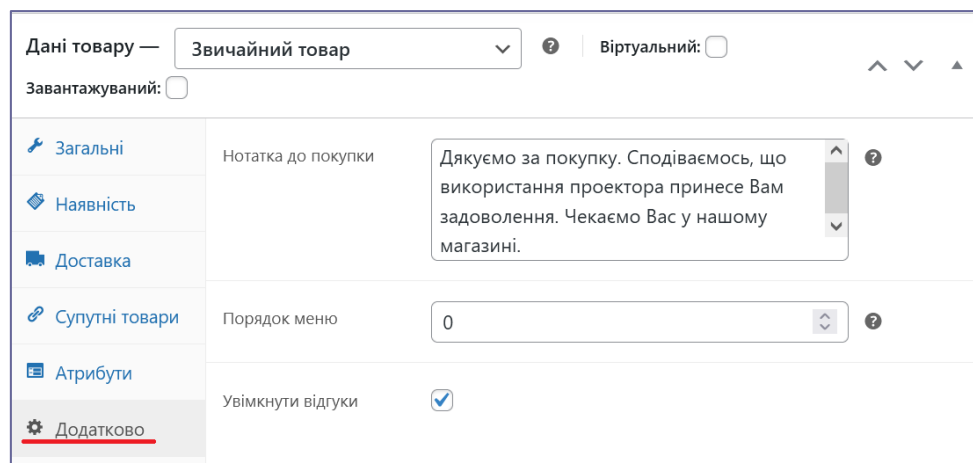 Дані товару — Звичайний товар Віртуальний:
Завантажуваний:
Загальні
Наявність
Доставка
Супутні товари
Атрибути
Додатково
Нотатка до покупки
Дякуємо за покупку. Сподіваємось, що
використання проектора принесе Вам
задоволення. Чекаємо Вас у нашому
магазині.
Порядок меню 0
Увімкнути відгуки